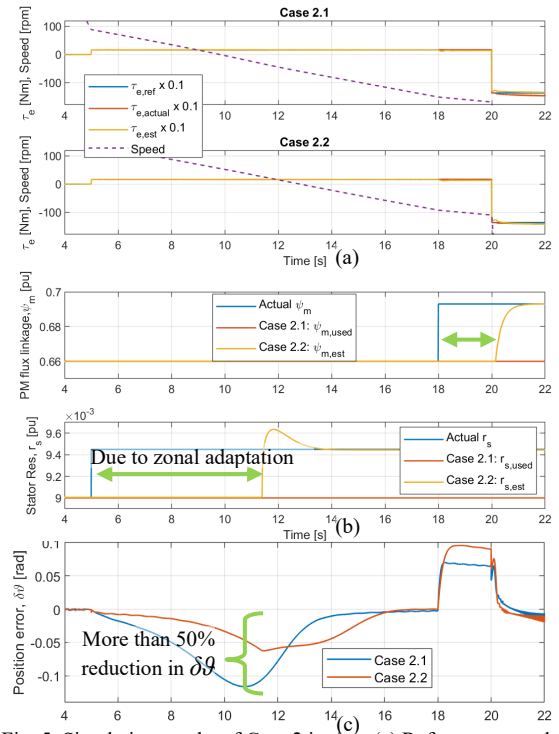 Case 2.1
τe [Nm], Speed [rpm]
100
0
-100
4 6 8 10 12 14 16 18 20 22
τe,ref x 0.1
τe,actual x 0.1
τe,est x 0.1
Speed
Case 2.2
τe [Nm], Speed [rpm]
100
0
-100
4 6 8 10 12 14 16 18 20 22
Time [s]
(a)
PM flux linkage,ψm [pu]
0.7
0.66
4 6 8 10 12 14 16 18 20 22
Actual ψm
Case 2.1: ψm,used
Case 2.2: ψm,est
Stator Res, rs [pu]
×10-3
9.6
9.4
9.2
9
4 6 8 10 12 14 16 18 20 22
Due to zonal adaptation
Actual rs
Case 2.1: rs,used
Case 2.2: rs,est
Time [s]
(b)
Position error, δϑ [rad]
0.1
0.05
0
-0.05
-0.1
4 6 8 10 12 14 16 18 20 22
More than 50%
reduction in δϑ
Case 2.1
Case 2.2
(c)